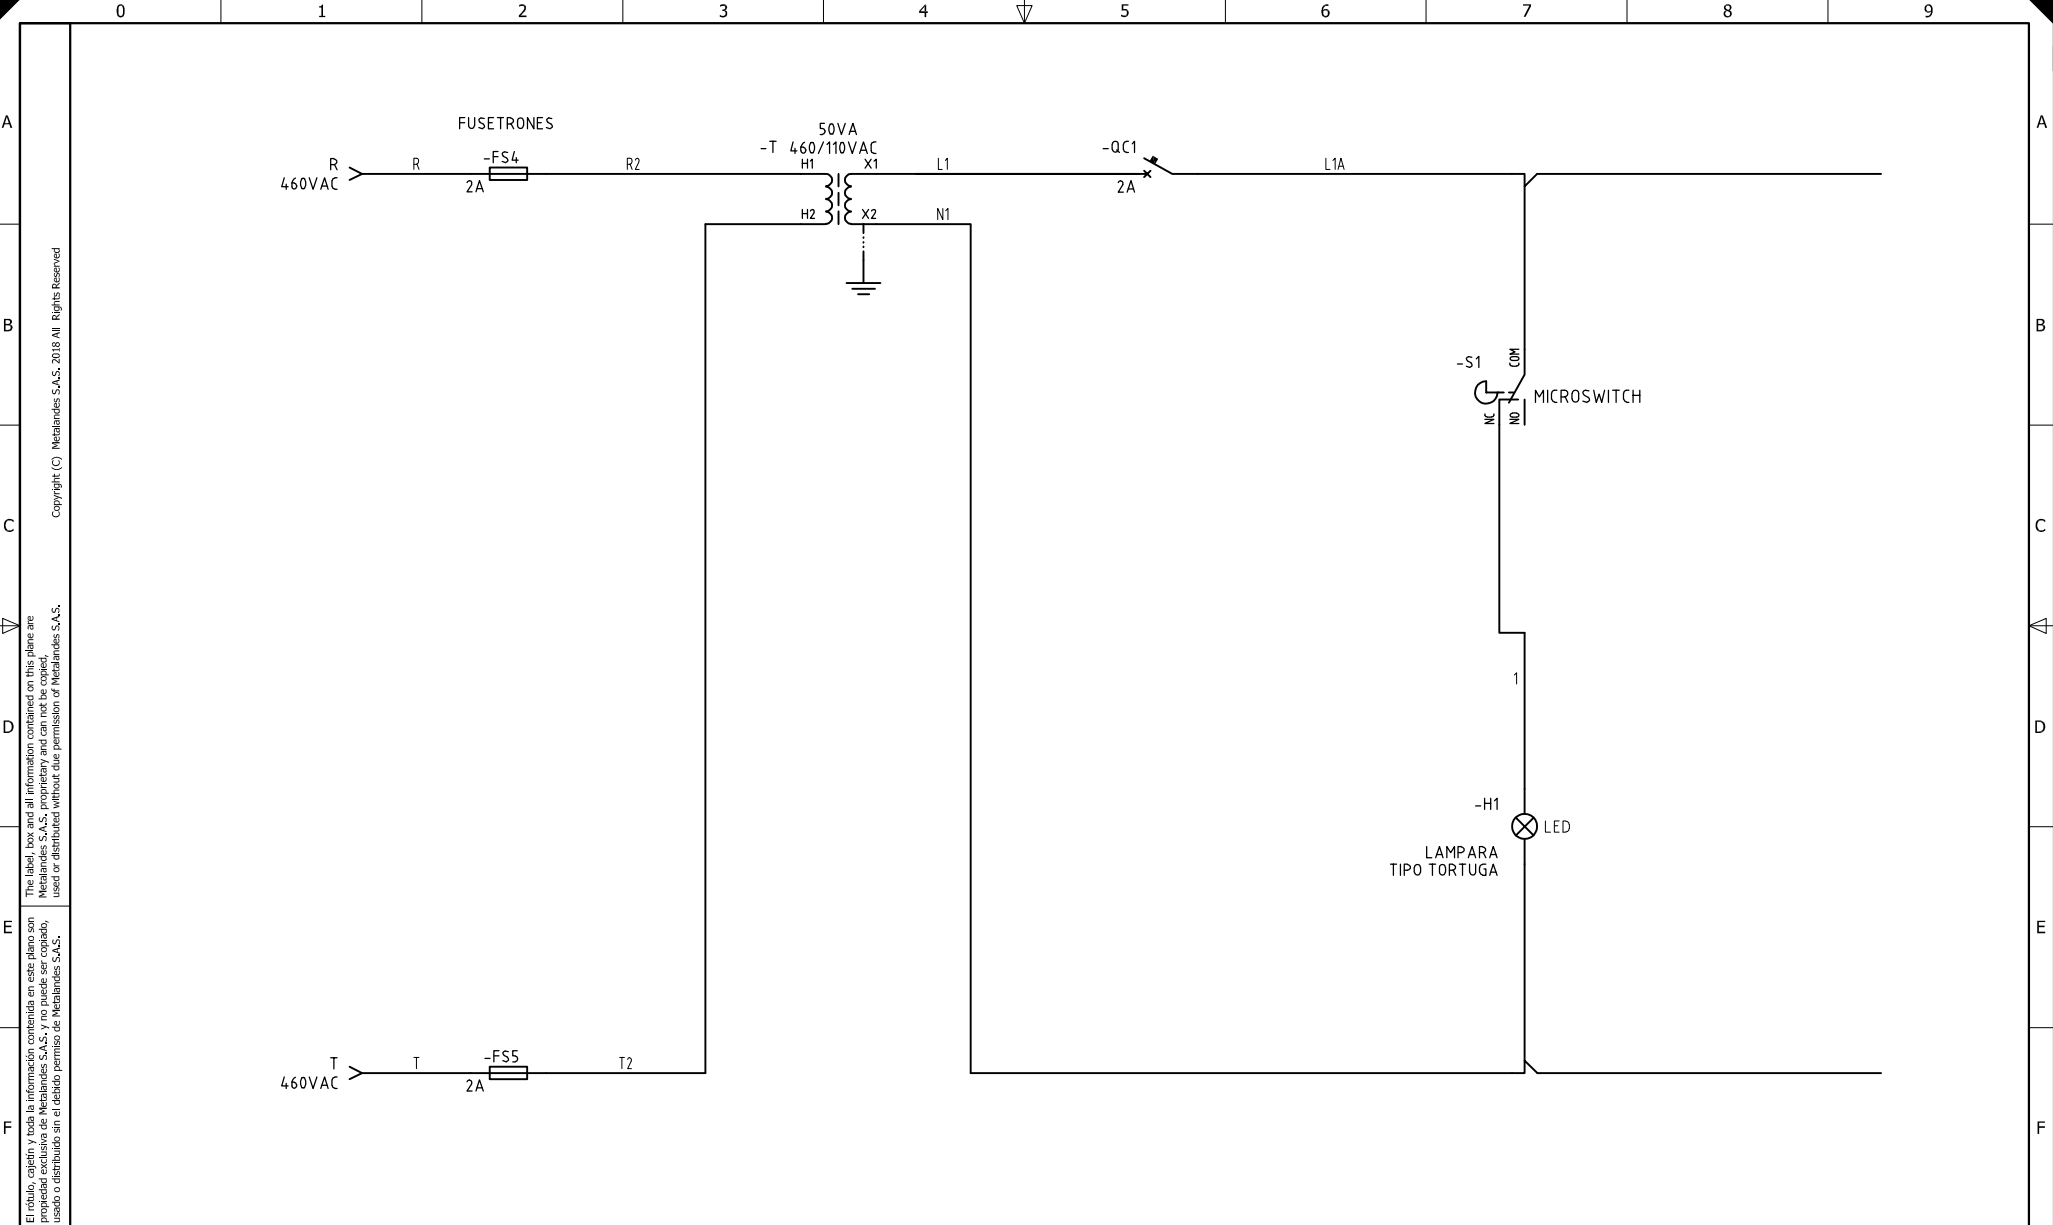 0 1 2 3 4 5 6 7 8 9
A
B
C
D
E
F
A
B
C
D
E
F
Copyright (C) Metalandes S.A.S. 2018 All Rights Reserved
The label, box and all information contained on this plane are
Metalandes S.A.S. proprietary and can not be copied,
used or distributed without due permission of Metalandes S.A.S.
El rótulo, cajetín y toda la información contenida en este plano son
propiedad exclusiva de Metalandes S.A.S. y no puede ser copiado,
usado o distribuido sin el debido permiso de Metalandes S.A.S.
FUSETRONES
R
460VAC
R
-FS4
2A
R2
50VA
-T 460/110VAC
H1
X1
H2
X2
L1
N1
-QC1
2A
L1A
-S1
COM
NC
NO
MICROSWITCH
1
-H1
LED
LAMPARA
TIPO TORTUGA
T
460VAC
T
-FS5
2A
T2